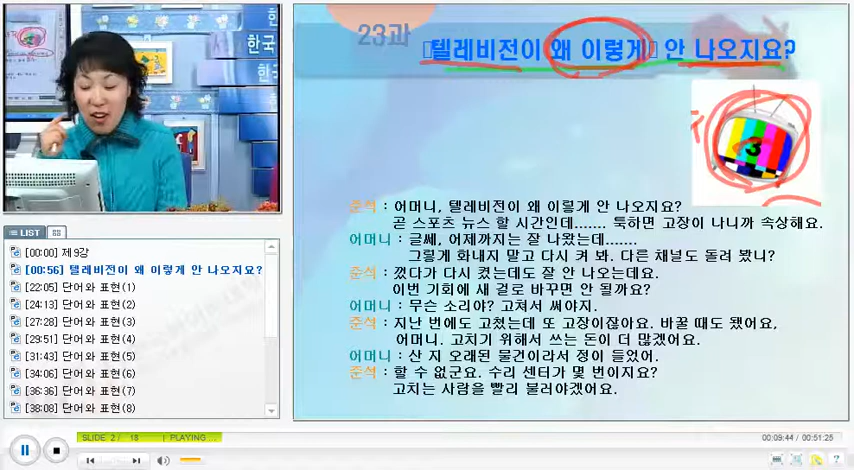 한국
한
23과
텔레비전이 왜 이렇게 안 나오지요?
준석 : 어머니, 텔레비전이 왜 이렇게 안 나오지요?
곧 스포츠 뉴스 할 시간인데....... 툭하면 고장이 나니까 속상해요.
어머니 : 글쎄, 어제까지는 잘 나왔는데.......
그렇게 화내지 말고 다시 켜 봐. 다른 채널도 돌려 봤니?
준석 : 껐다가 다시 켰는데도 잘 안 나오는데요.
이번 기회에 새 걸로 바꾸면 안 될까요?
어머니 : 무슨 소리야? 고쳐서 써야지.
준석 : 지난 번에도 고쳤는데 또 고장이잖아요. 바꿀 때도 됐어요,
어머니. 고치기 위해서 쓰는 돈이 더 많겠어요.
어머니 : 산 지 오래된 물건이라서 정이 들었어.
준석 : 할 수 없군요. 수리 센터가 몇 번이지요?
고치는 사람을 빨리 불러야겠어요.
3
LIST
[00:00] 제9강
[00:56] 텔레비전이 왜 이렇게 안 나오지요?
[22:05] 단어와 표현(1)
[24:13] 단어와 표현(2)
[27:28] 단어와 표현(3)
[29:51] 단어와 표현(4)
[31:43] 단어와 표현(5)
[34:06] 단어와 표현(6)
[36:36] 단어와 표현(7)
[38:08] 단어와 표현(8)
SLIDE 2 / 18 | PLAYING...
00:09:44 / 00:51:25